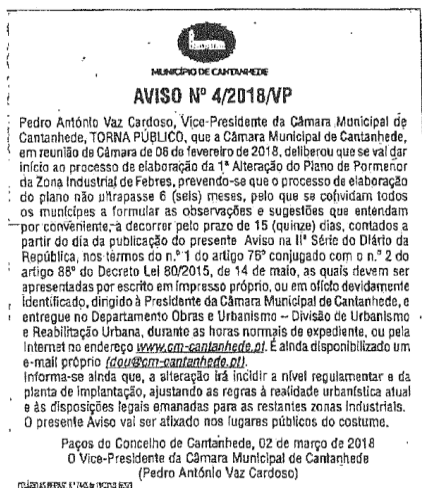 MUNICÍPIO DE CANTANHEDE
AVISO Nº 4/2018/VP
Pedro António Vaz Cardoso, Vice-Presidente da Câmara Municipal de
Cantanhede, TORNA PÚBLICO, que a Câmara Municipal de Cantanhede,
em reunião de Câmara de 06 de fevereiro de 2018, deliberou que se vai dar
início ao processo de elaboração da 1ª Alteração do Plano de Pormenor
da Zona Industrial de Febres, prevendo-se que o processo de elaboração
do plano não ultrapasse 6 (seis) meses, pelo que se convidam todos
os munícipes a formular as observações e sugestões que entendam
por conveniente, a decorrer pelo prazo de 15 (quinze) dias, contados a
partir do dia da publicação do presente Aviso na IIª Série do Diário da
República, nos termos do n.º 1 do artigo 76º conjugado com o n.º 2 do
artigo 88º do Decreto Lei 80/2015, de 14 de maio, as quais devem ser
apresentadas por escrito em impresso próprio, ou em ofício devidamente
identificado, dirigido à Presidente da Câmara Municipal de Cantanhede, e
entregue no Departamento Obras e Urbanismo – Divisão de Urbanismo
e Reabilitação Urbana, durante as horas normais de expediente, ou pela
Internet no endereço www.cm-cantanhede.pt. É ainda disponibilizado um
e-mail próprio (dou@cm-cantanhede.pt).
Informa-se ainda que, a alteração irá incidir a nível regulamentar e da
planta de implantação, ajustando as regras à realidade urbanística atual
e às disposições legais emanadas para as restantes zonas industriais.
O presente Aviso vai ser afixado nos lugares públicos do costume.
Paços do Concelho de Cantanhede, 02 de março de 2018
O Vice-Presidente da Câmara Municipal de Cantanhede
(Pedro António Vaz Cardoso)